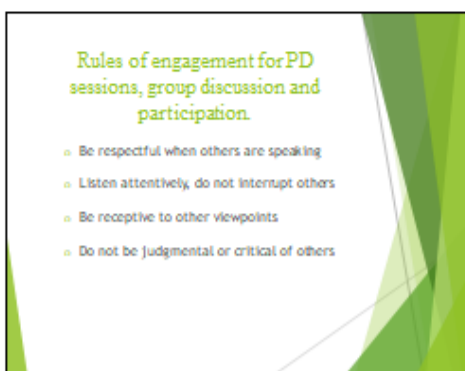 Rules of engagement for PD
sessions, group discussion and
participation.
Be respectful when others are speaking
Listen attentively, do not interrupt others
Be receptive to other viewpoints
Do not be judgmental or critical of others